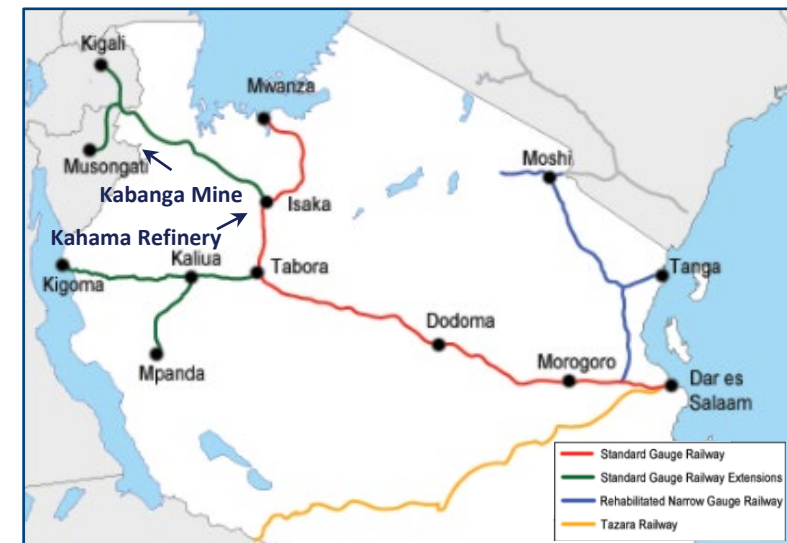 Kigali
Mwanza
Musongati
Moshi
Kabanga Mine
Isaka
Kahama Refinery
Kaliua
Tabora
Tanga
Kigoma
Dodoma
Mpanda
Morogoro
Dar es
Salaam
Standard Gauge Railway
Standard Gauge Railway Extensions
Rehabilitated Narrow Gauge Railway
Tazara Railway